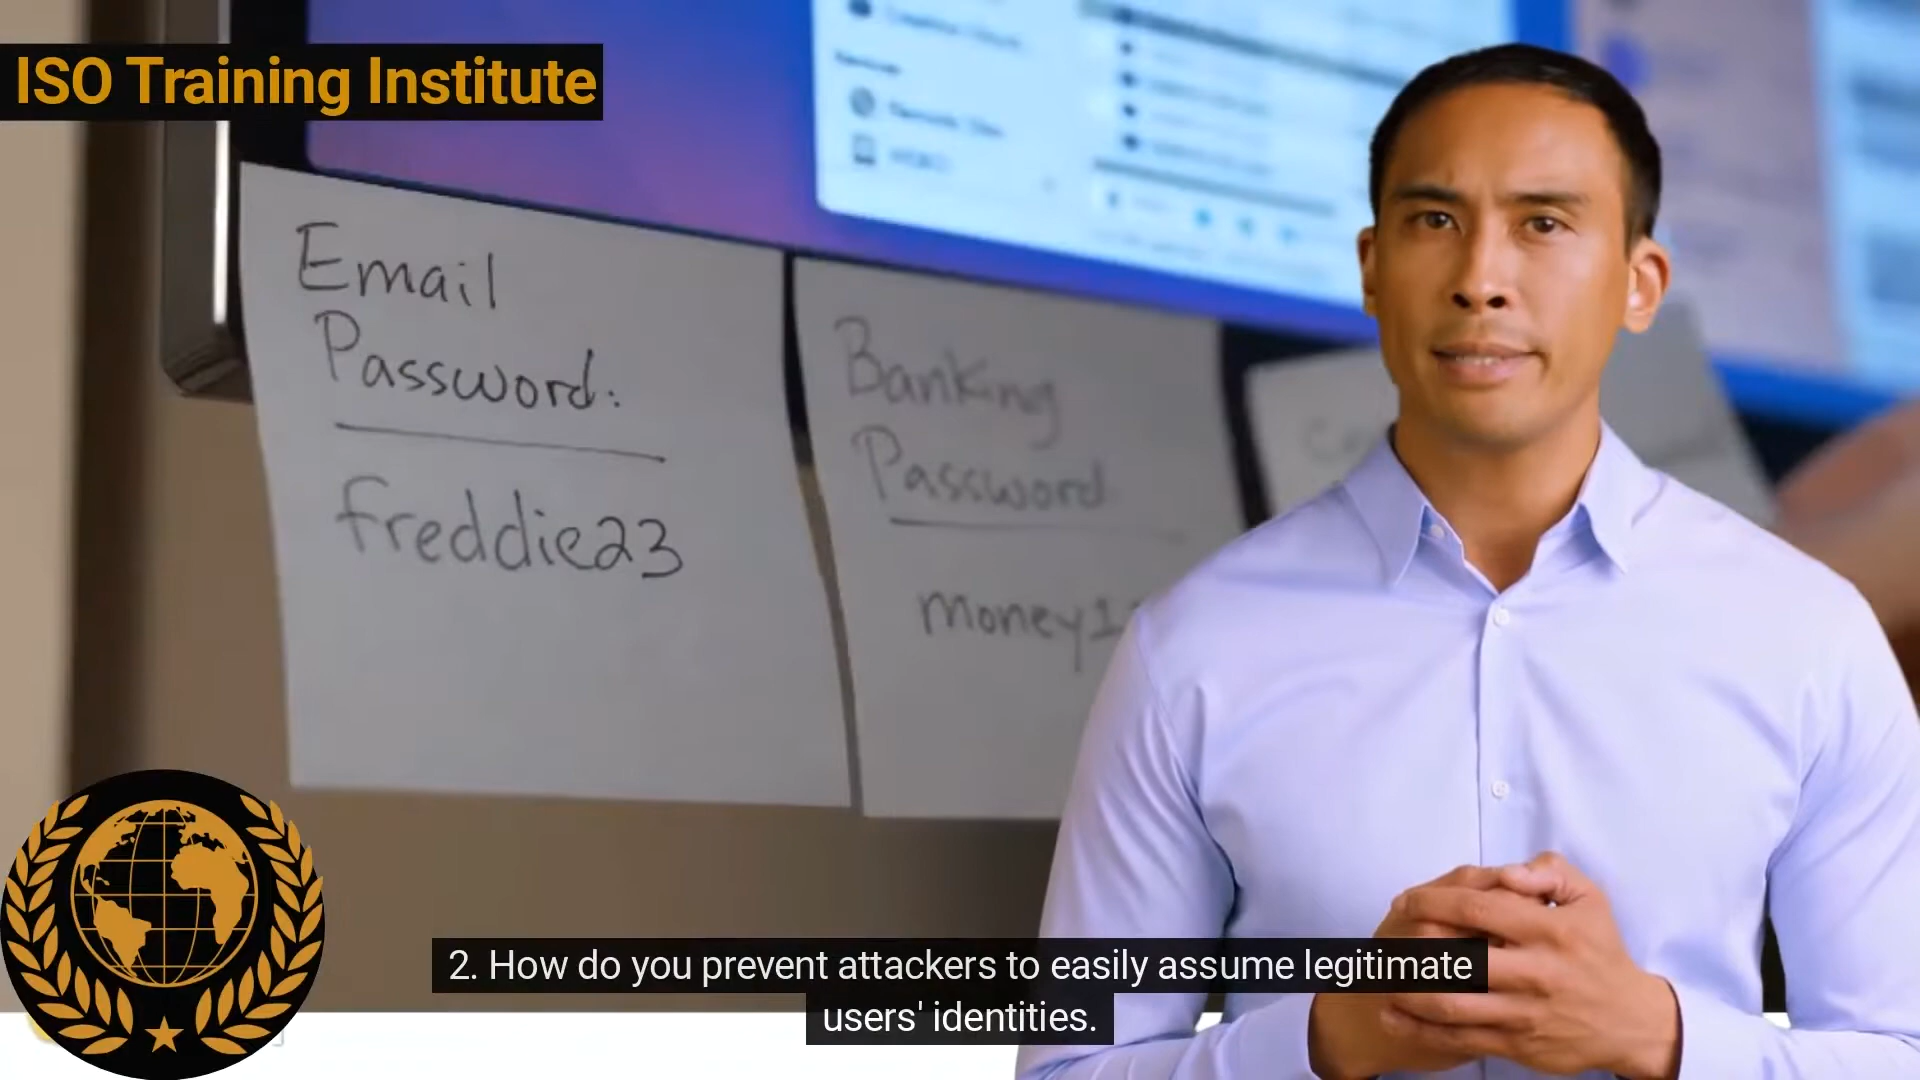 ISO Training Institute
Email
Password:
freddie23
Banking
Password
2. How do you prevent attackers to easily assume legitimate
users' identities.